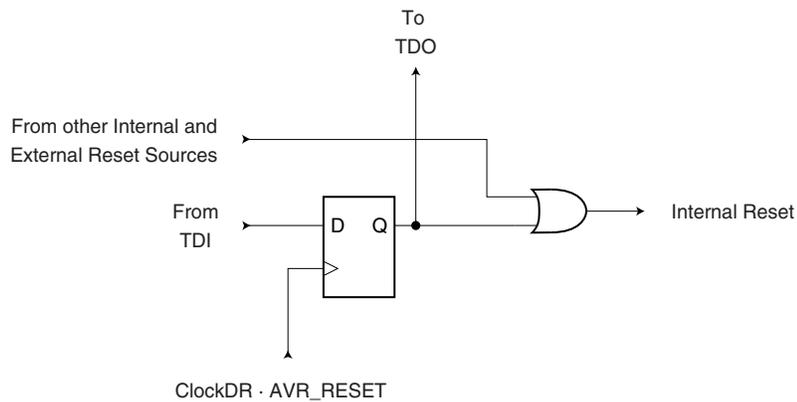 To
TDO
From other Internal and
External Reset Sources
From
TDI
D Q
Internal Reset
ClockDR · AVR_RESET